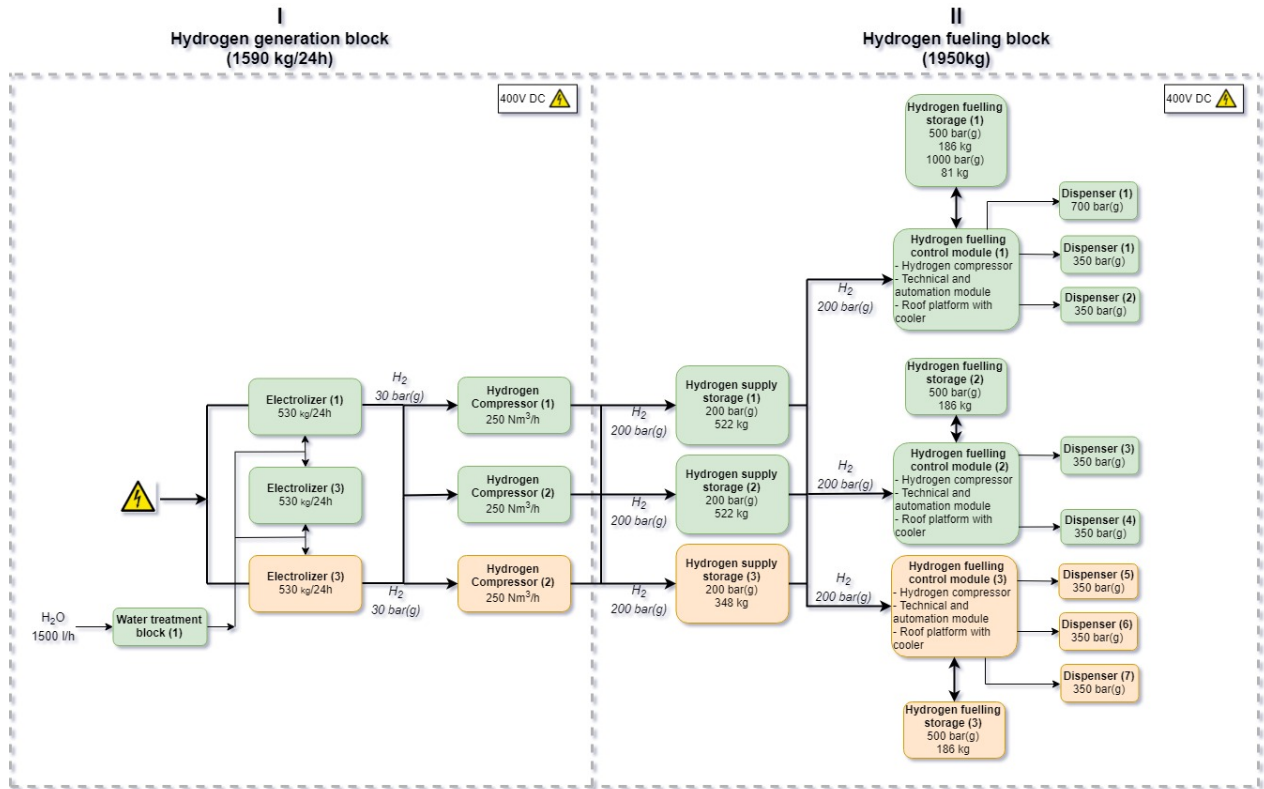 I
Hydrogen generation block
(1590 kg/24h)
II
Hydrogen fueling block
(1950kg)
400V DC
400V DC
H₂O
1500 l/h
Water treatment
block (1)
Electrolizer (1)
530 kg/24h
Electrolizer (3)
530 kg/24h
Electrolizer (3)
530 kg/24h
H₂
30 bar(g)
H₂
30 bar(g)
Hydrogen
Compressor (1)
250 Nm³/h
Hydrogen
Compressor (2)
250 Nm³/h
Hydrogen
Compressor (2)
250 Nm³/h
H₂
200 bar(g)
H₂
200 bar(g)
H₂
200 bar(g)
Hydrogen supply
storage (1)
200 bar(g)
522 kg
Hydrogen supply
storage (2)
200 bar(g)
522 kg
Hydrogen supply
storage (3)
200 bar(g)
348 kg
H₂
200 bar(g)
H₂
200 bar(g)
H₂
200 bar(g)
Hydrogen fuelling
storage (1)
500 bar(g)
186 kg
1000 bar(g)
81 kg
Hydrogen fuelling
control module (1)
- Hydrogen compressor
- Technical and
automation module
- Roof platform with
cooler
Dispenser (1)
700 bar(g)
Dispenser (1)
350 bar(g)
Dispenser (2)
350 bar(g)
Hydrogen fuelling
storage (2)
500 bar(g)
186 kg
Hydrogen fuelling
control module (2)
- Hydrogen compressor
- Technical and
automation module
- Roof platform with
cooler
Dispenser (3)
350 bar(g)
Dispenser (4)
350 bar(g)
Hydrogen fuelling
control module (3)
- Hydrogen compressor
- Technical and
automation module
- Roof platform with
cooler
Dispenser (5)
350 bar(g)
Dispenser (6)
350 bar(g)
Dispenser (7)
350 bar(g)
Hydrogen fuelling
storage (3)
500 bar(g)
186 kg